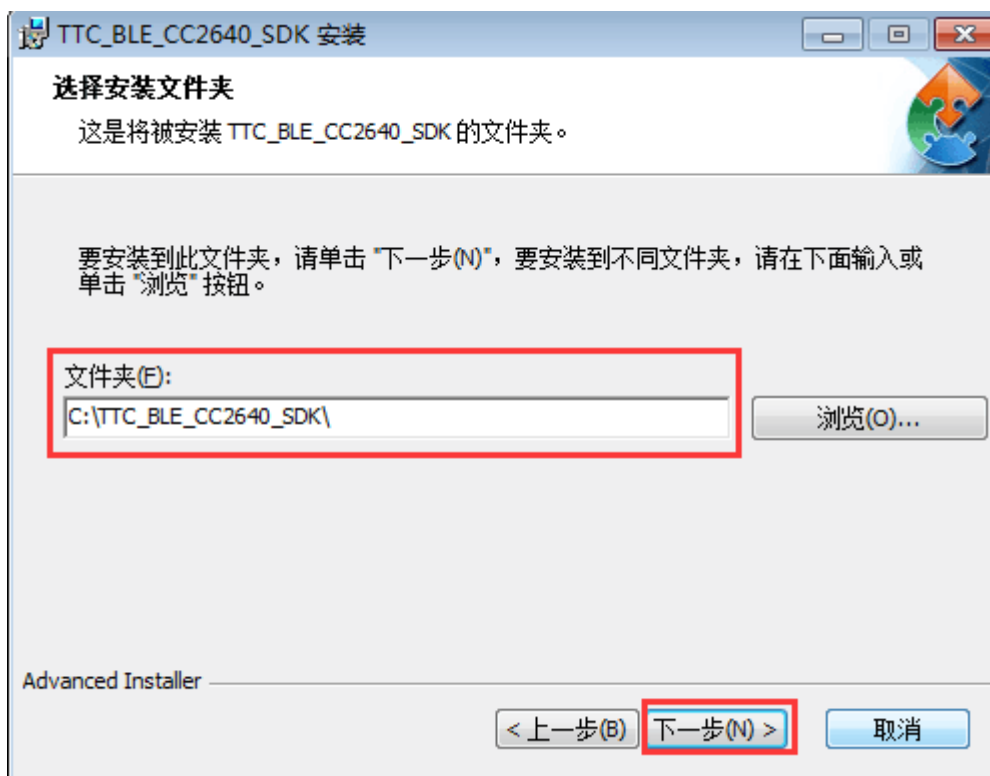 TTC_BLE_CC2640_SDK 安装
选择安装文件夹
这是将被安装 TTC_BLE_CC2640_SDK 的文件夹。
要安装到此文件夹，请单击 "下一步(N)"，要安装到不同文件夹，请在下面输入或
单击 "浏览" 按钮。
文件夹(F):
C:\TTC_BLE_CC2640_SDK\
浏览(O)...
Advanced Installer
< 上一步(B)
下一步(N) >
取消